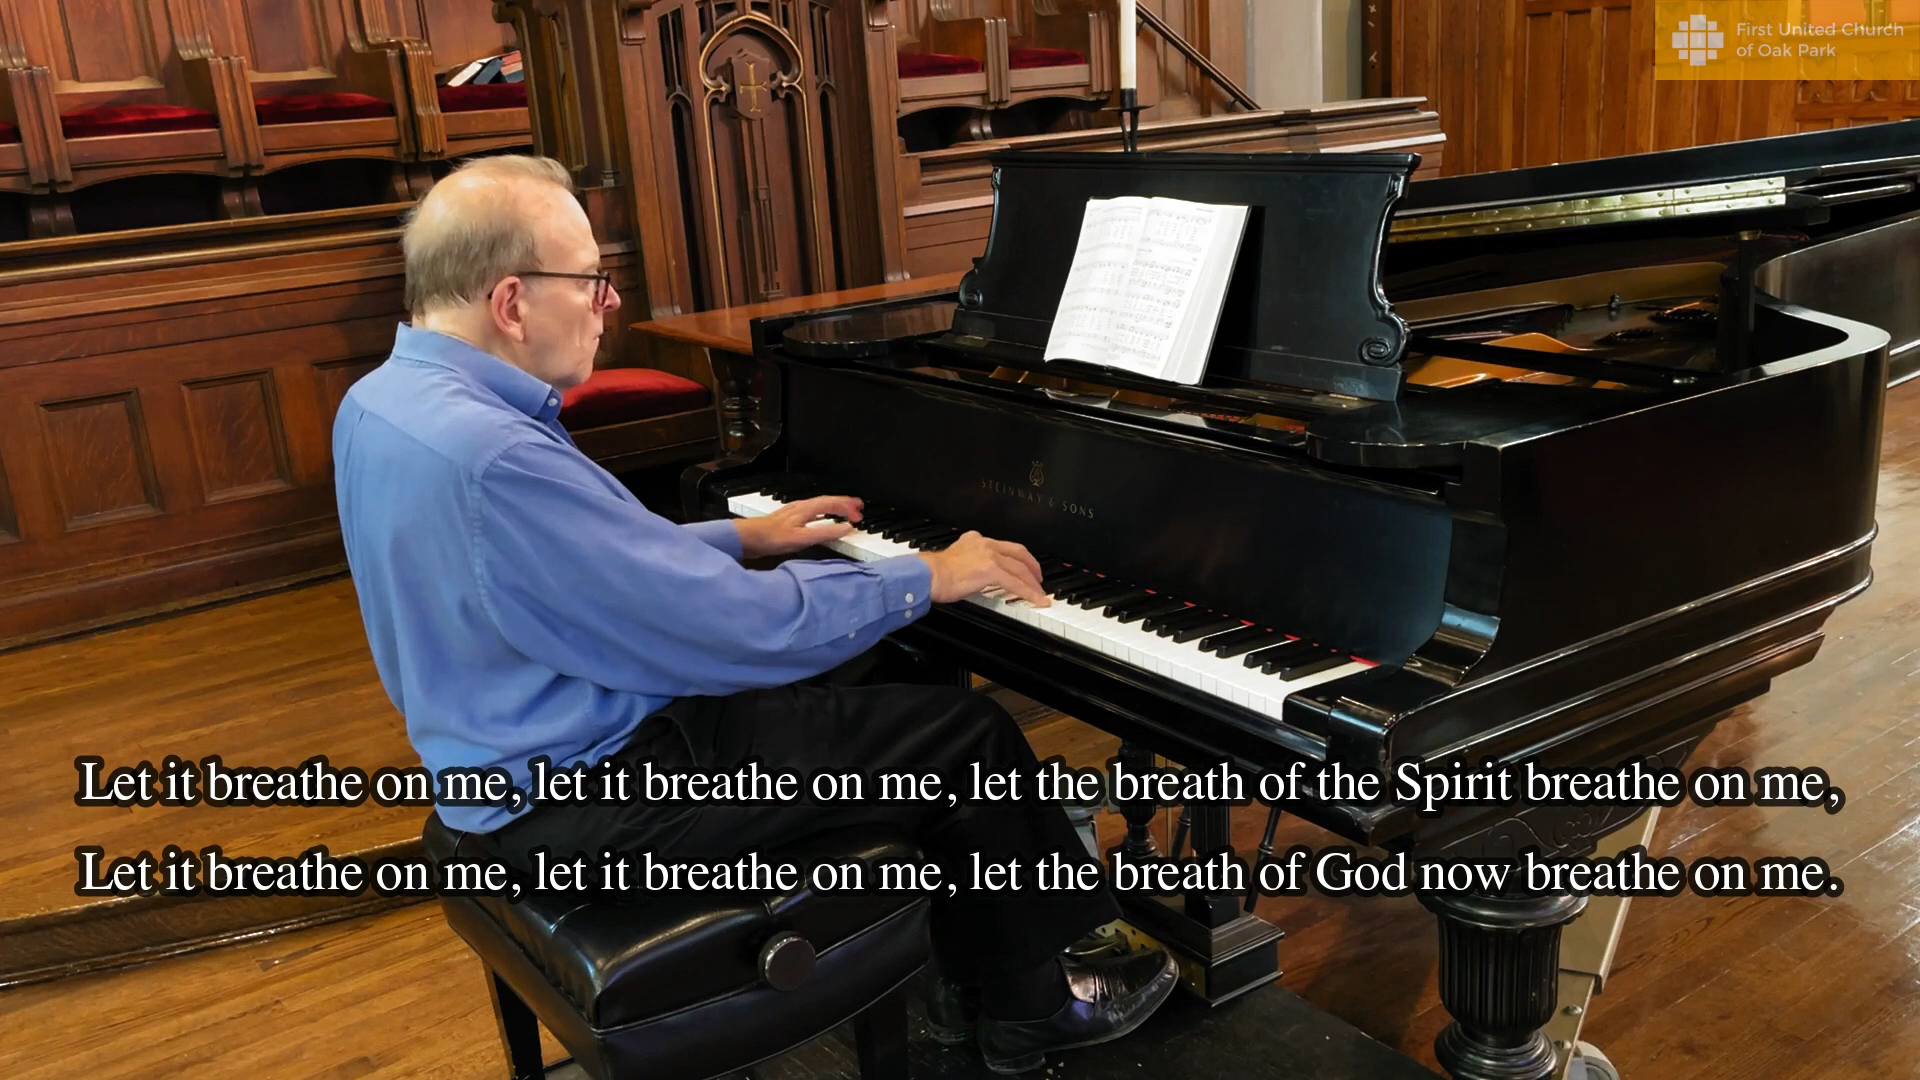 First United Church
of Oak Park
STEINWAY & SONS
Let it breathe on me, let it breathe on me, let the breath of the Spirit breathe on me,
Let it breathe on me, let it breathe on me, let the breath of God now breathe on me.